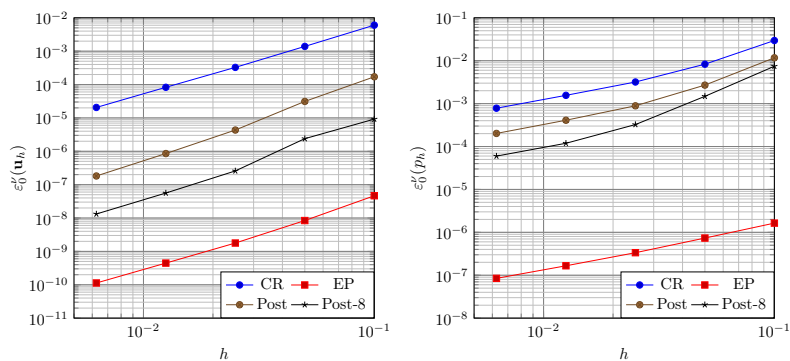 10^−2
10^−3
10^−4
10^−5
10^−6
10^−7
10^−8
10^−9
10^−10
10^−11
ε_0^ν(𝐮_h)
10^−2
10^−1
h
CR
EP
Post
Post-8
10^−1
10^−2
10^−3
10^−4
10^−5
10^−6
10^−7
10^−8
ε_0^ν(p_h)
10^−2
10^−1
h
CR
EP
Post
Post-8